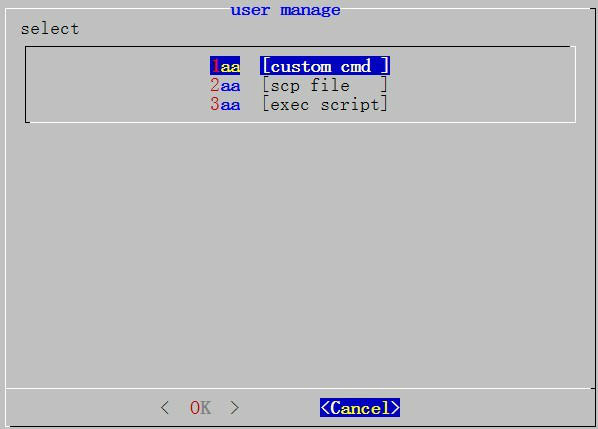 user manage
select
1aa [custom cmd ]
2aa [scp file   ]
3aa [exec script]
< OK > <Cancel>